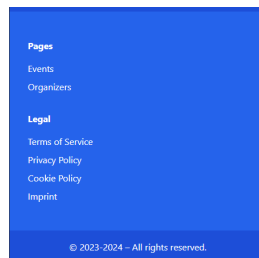 Pages
Events
Organizers
Legal
Terms of Service
Privacy Policy
Cookie Policy
Imprint
© 2023-2024 – All rights reserved.